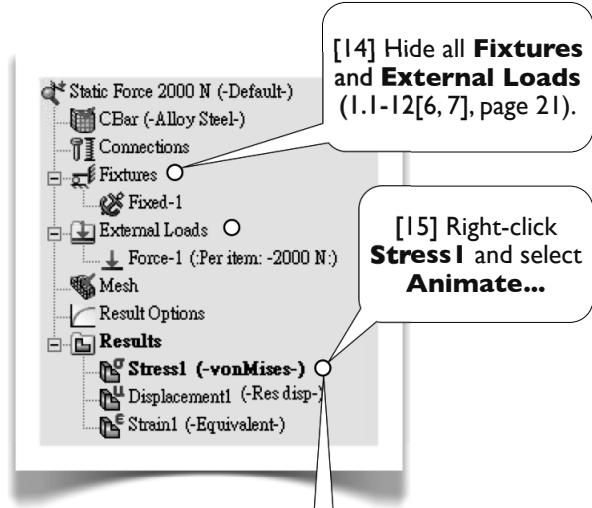 [14] Hide all Fixtures
and External Loads
(1.1-12[6, 7], page 21).
Static Force 2000 N (-Default-)
CBar (-Alloy Steel-)
Connections
Fixtures
Fixed-1
External Loads
Force-1 (:Per item: -2000 N:)
Mesh
Result Options
Results
Stress1 (-vonMises-)
Displacement1 (-Res disp-)
Strain1 (-Equivalent-)
[15] Right-click
Stress1 and select
Animate...